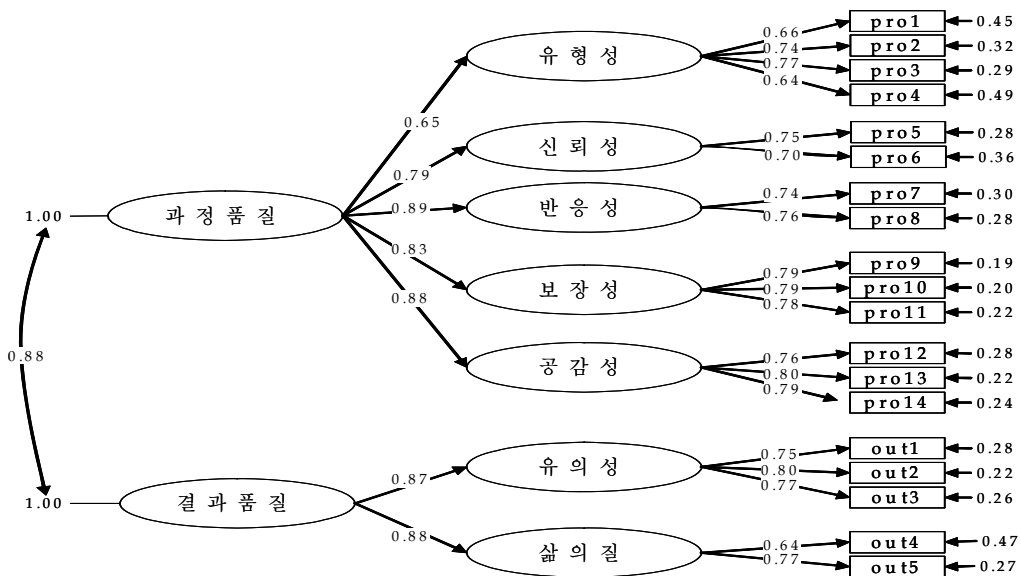 0.66 pro1 0.45
0.74 pro2 0.32
유형성
0.77 pro3 0.29
0.64 pro4 0.49
0.65
0.75 pro5 0.28
신뢰성
0.70 pro6 0.36
0.79
0.74 pro7 0.30
0.89 반응성
1.00 과정품질
0.76 pro8 0.28
0.83
0.79 pro9 0.19
보장성 0.79 pro10 0.20
0.88
0.78 pro11 0.22
0.88
0.76 pro12 0.28
공감성
0.80 pro13 0.22
0.79 pro14 0.24
0.75 out1 0.28
유의성
0.80 out2 0.22
0.87
0.77 out3 0.26
1.00 결과품질
0.88
0.64 out4 0.47
삶의질
0.77 out5 0.27